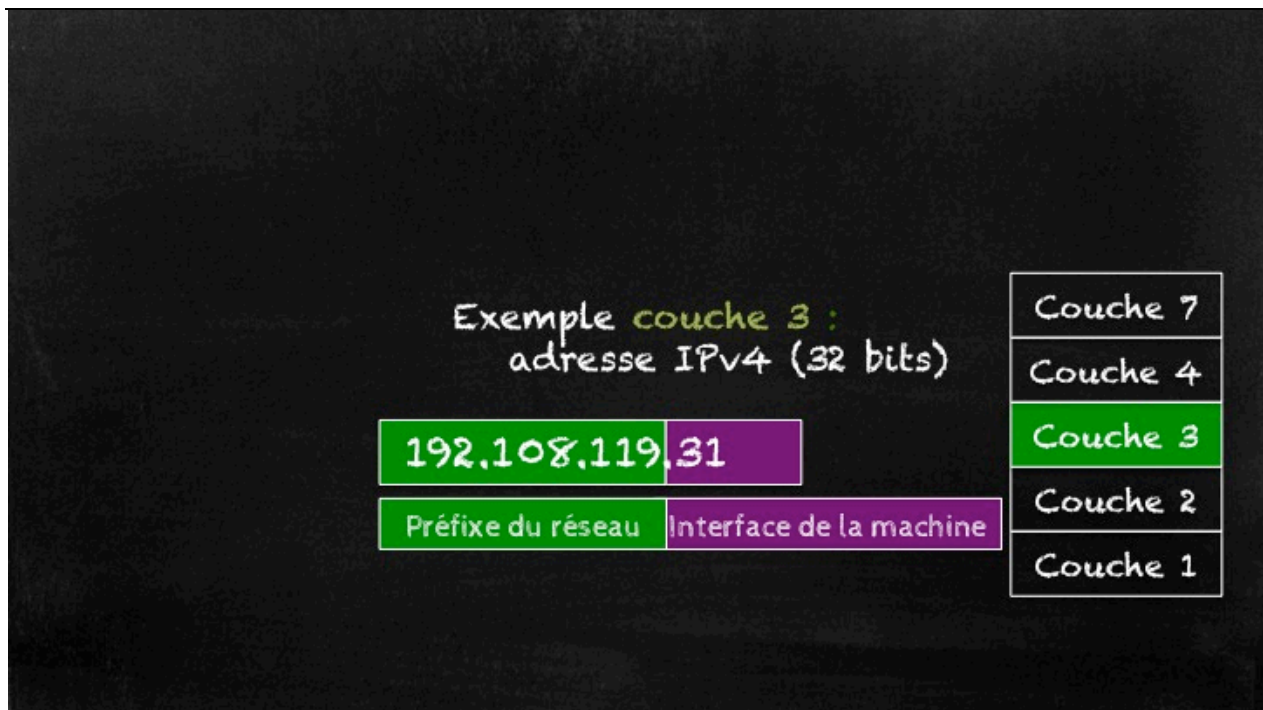 Exemple couche 3 :
adresse IPv4 (32 bits)
192.108.119.31
Préfixe du réseau
Interface de la machine
Couche 7
Couche 4
Couche 3
Couche 2
Couche 1